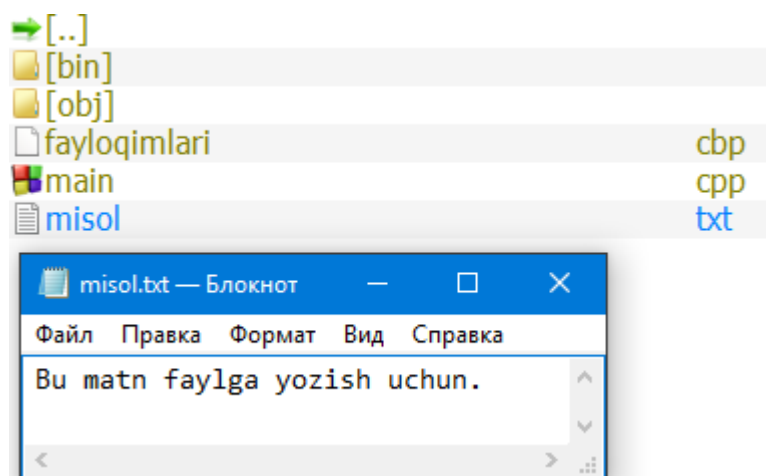 [..]
[bin]
[obj]
fayloqimlari cbp
main cpp
misol txt
misol.txt — Блокнот
Файл Правка Формат Вид Справка
Bu matn faylga yozish uchun.